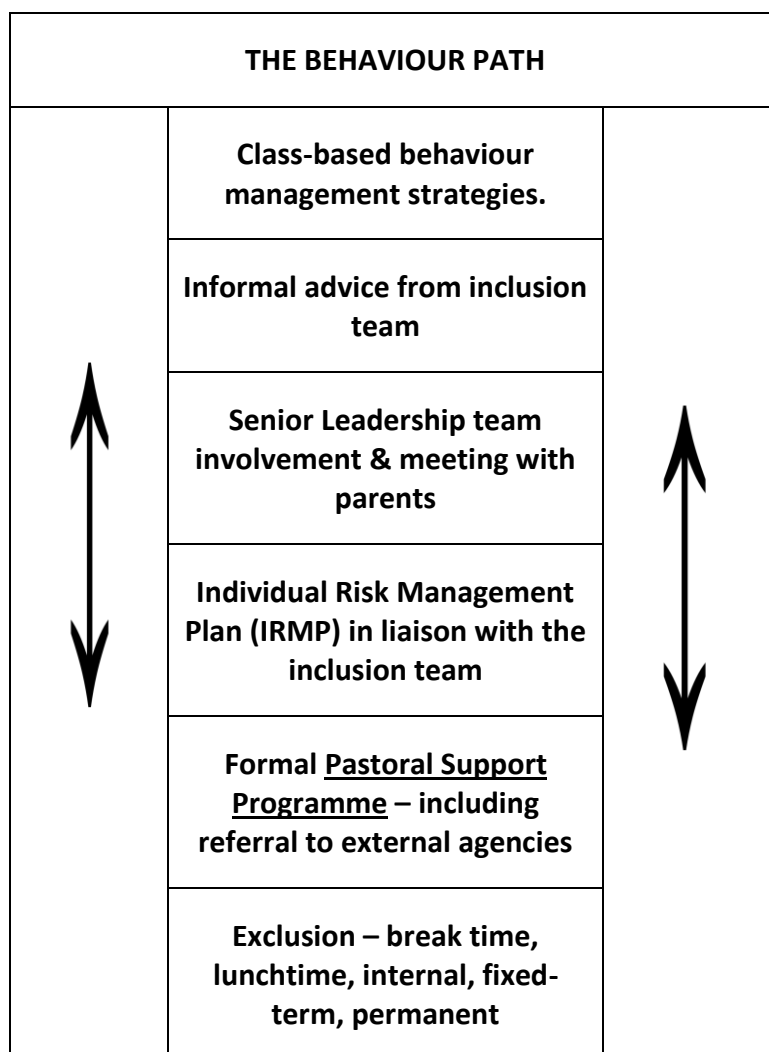 THE BEHAVIOUR PATH
Class-based behaviour
management strategies.
Informal advice from inclusion
team
Senior Leadership team
involvement & meeting with
parents
Individual Risk Management
Plan (IRMP) in liaison with the
inclusion team
Formal Pastoral Support
Programme – including
referral to external agencies
Exclusion – break time,
lunchtime, internal, fixed-
term, permanent